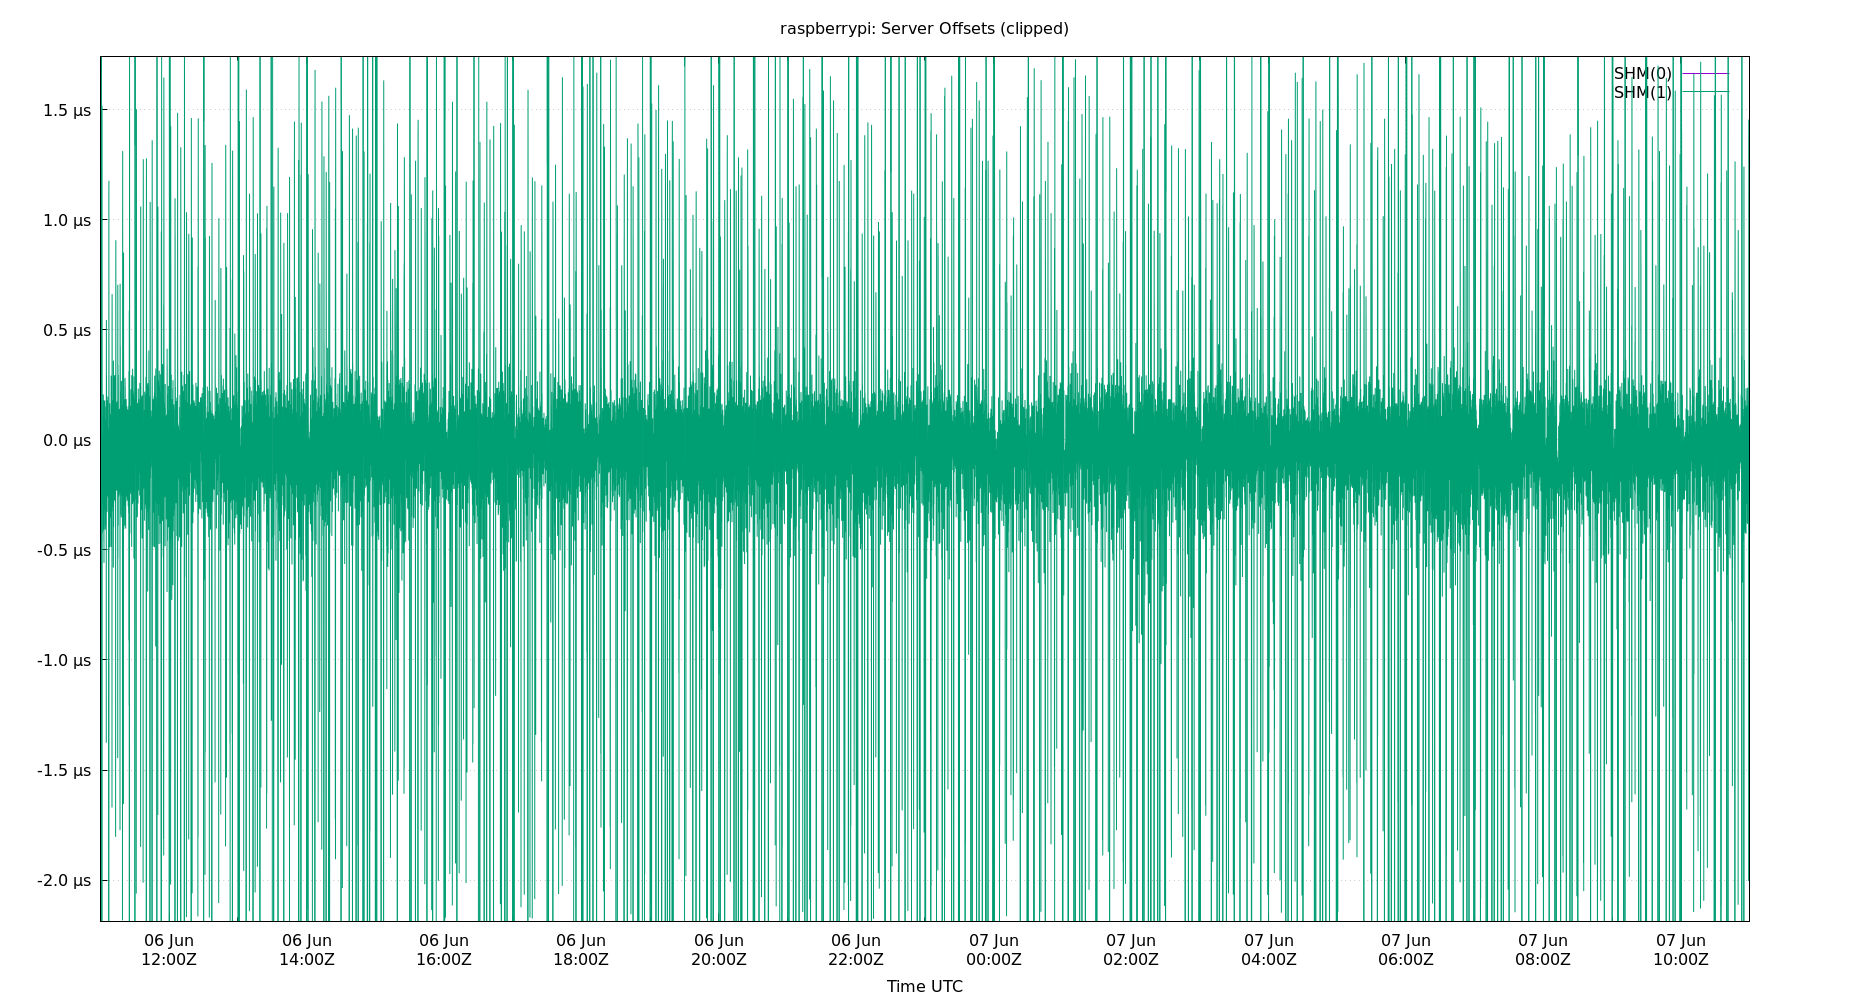 raspberrypi: Server Offsets (clipped)
SHM(0)
SHM(1)
1.5 µs
1.0 µs
0.5 µs
0.0 µs
-0.5 µs
-1.0 µs
-1.5 µs
-2.0 µs
06 Jun 06 Jun 06 Jun 06 Jun 06 Jun 06 Jun 07 Jun 07 Jun 07 Jun 07 Jun 07 Jun 07 Jun
12:00Z 14:00Z 16:00Z 18:00Z 20:00Z 22:00Z 00:00Z 02:00Z 04:00Z 06:00Z 08:00Z 10:00Z
Time UTC